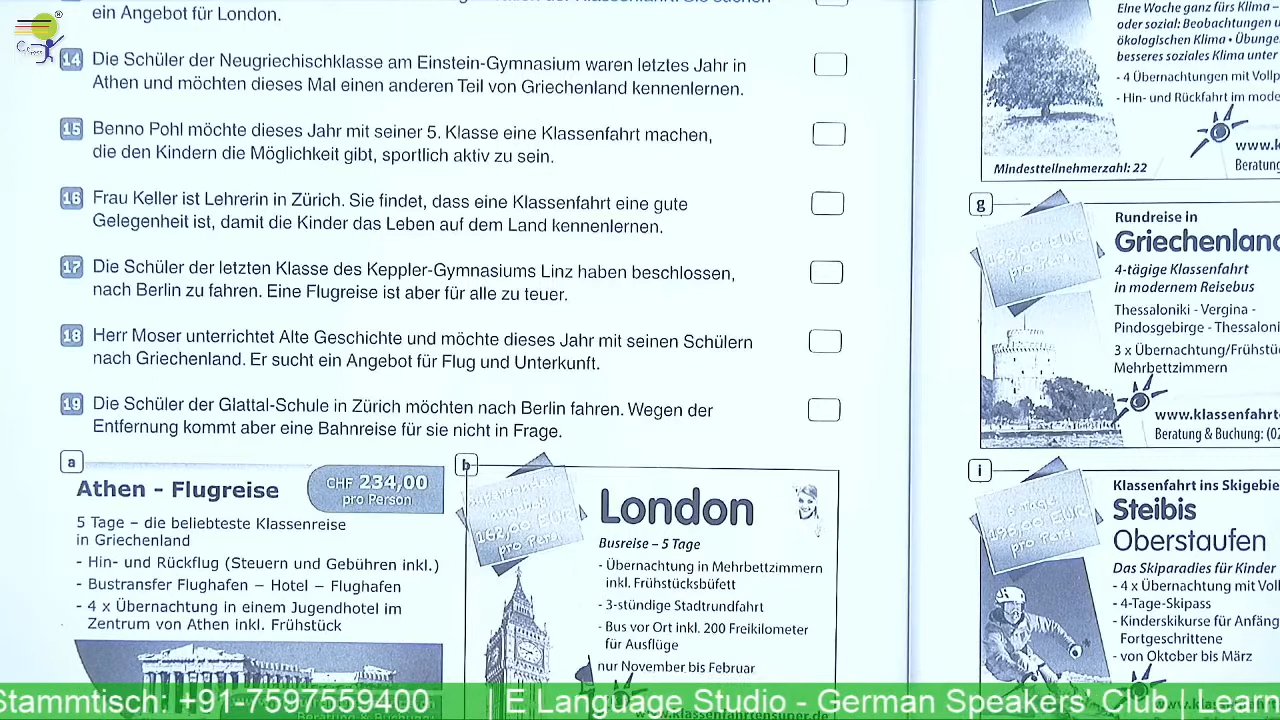 ein Angebot für London.
14 Die Schüler der Neugriechischklasse am Einstein-Gymnasium waren letztes Jahr in
Athen und möchten dieses Mal einen anderen Teil von Griechenland kennenlernen.
15 Benno Pohl möchte dieses Jahr mit seiner 5. Klasse eine Klassenfahrt machen,
die den Kindern die Möglichkeit gibt, sportlich aktiv zu sein.
16 Frau Keller ist Lehrerin in Zürich. Sie findet, dass eine Klassenfahrt eine gute
Gelegenheit ist, damit die Kinder das Leben auf dem Land kennenlernen.
17 Die Schüler der letzten Klasse des Keppler-Gymnasiums Linz haben beschlossen,
nach Berlin zu fahren. Eine Flugreise ist aber für alle zu teuer.
18 Herr Moser unterrichtet Alte Geschichte und möchte dieses Jahr mit seinen Schülern
nach Griechenland. Er sucht ein Angebot für Flug und Unterkunft.
19 Die Schüler der Glattal-Schule in Zürich möchten nach Berlin fahren. Wegen der
Entfernung kommt aber eine Bahnreise für sie nicht in Frage.
a
Athen - Flugreise
CHF 234,00
pro Person
5 Tage – die beliebteste Klassenreise
in Griechenland
- Hin- und Rückflug (Steuern und Gebühren inkl.)
- Bustransfer Flughafen – Hotel – Flughafen
- 4 x Übernachtung in einem Jugendhotel im
Zentrum von Athen inkl. Frühstück
b
pro Person
London
Busreise – 5 Tage
- Übernachtung in Mehrbettzimmern
inkl. Frühstücksbüfett
- 3-stündige Stadtrundfahrt
- Bus vor Ort inkl. 200 Freikilometer
für Ausflüge
nur November bis Februar
Eine Woche ganz fürs Klima –
oder sozial: Beobachtungen
ökologischen Klima •
besseres soziales Klima unter
- 4 Übernachtungen mit
- Hin- und Rückfahrt im
Mindestteilnehmerzahl: 22
g
pro Person
Rundreise in
Griechenland
4-tägige Klassenfahrt
in modernem Reisebus
Thessaloniki - Vergina -
Pindosgebirge -
3 x
Mehrbettzimmern
Beratung & Buchung:
i
pro Person
Klassenfahrt ins
Steibis
Oberstaufen
Das Skiparadies für Kinder
- 4 x Übernachtung mit
- 4-Tage-Skipass
- Kinderskikurse für
Fortgeschrittene
- von Oktober bis März
Stammtisch: +91-7597559400 | E Language Studio - German Speakers' Club | Learn